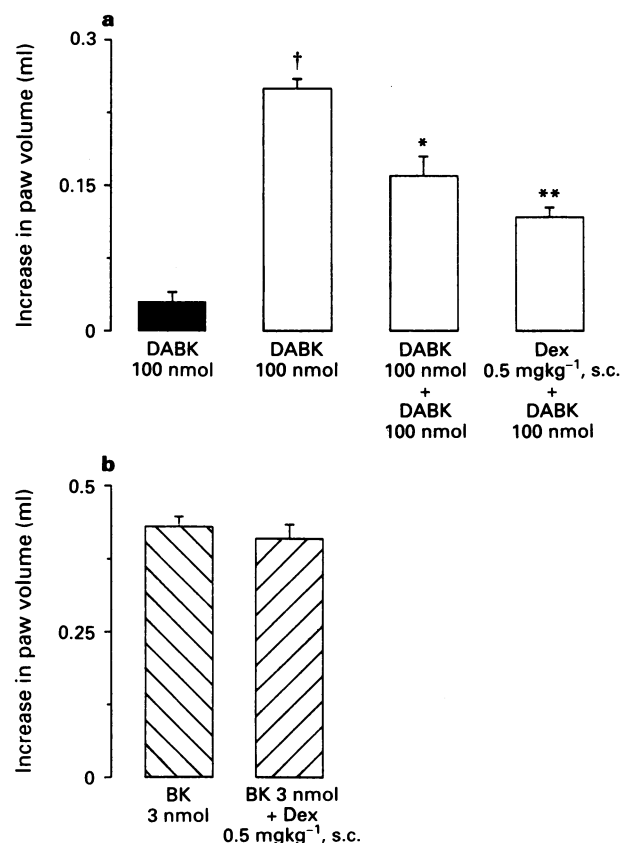 a
Increase in paw volume (ml)
0.3
0.15
0
†
*
**
DABK
100 nmol
DABK
100 nmol
DABK
100 nmol
+
DABK
100 nmol
Dex
0.5 mgkg⁻¹, s.c.
+
DABK
100 nmol
b
Increase in paw volume (ml)
0.5
0.25
0
BK
3 nmol
BK 3 nmol
+ Dex
0.5 mgkg⁻¹, s.c.